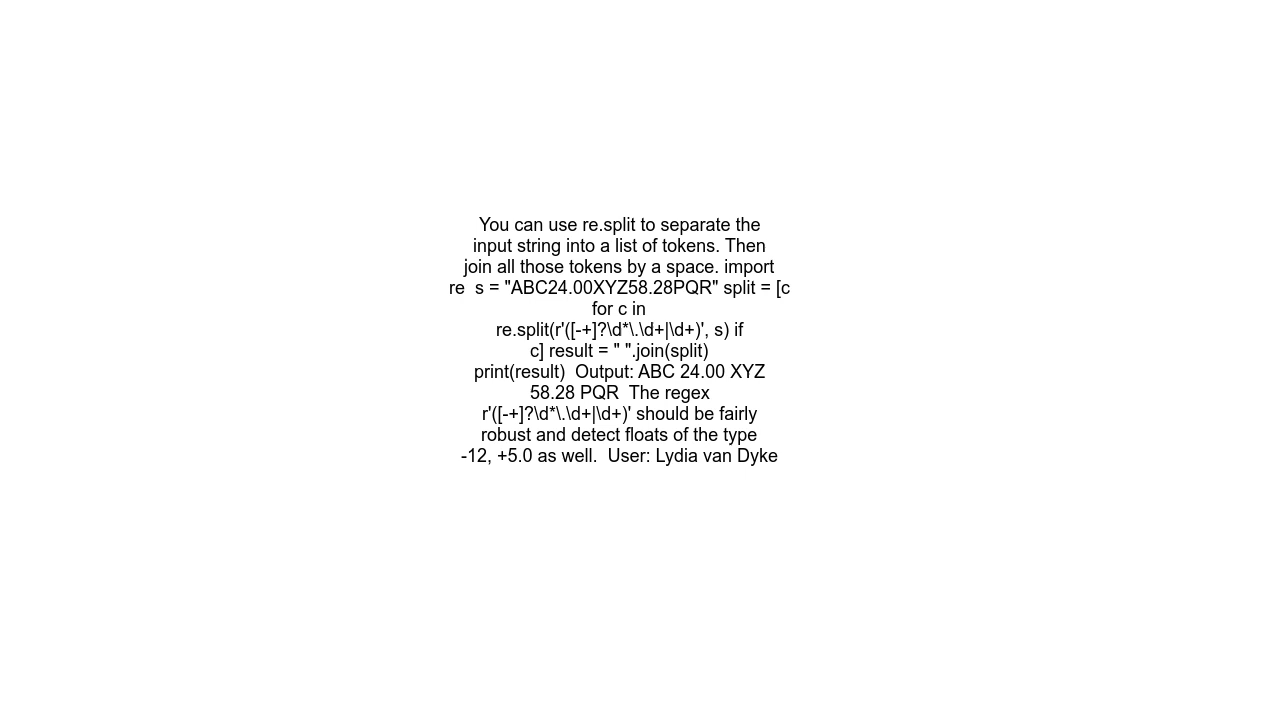 You can use re.split to separate the
input string into a list of tokens. Then
join all those tokens by a space. import
re  s = "ABC24.00XYZ58.28PQR" split = [c
for c in
re.split(r'([-+]?\d*\.\d+|\d+)', s) if
c] result = " ".join(split)
print(result)  Output: ABC 24.00 XYZ
58.28 PQR  The regex
r'([-+]?\d*\.\d+|\d+)' should be fairly
robust and detect floats of the type
-12, +5.0 as well.  User: Lydia van Dyke